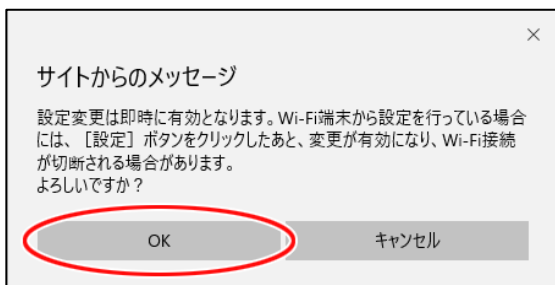 サイトからのメッセージ
設定変更は即時に有効となります。Wi-Fi端末から設定を行っている場合
には、［設定］ボタンをクリックしたあと、変更が有効になり、Wi-Fi接続
が切断される場合があります。
よろしいですか？
OK
キャンセル